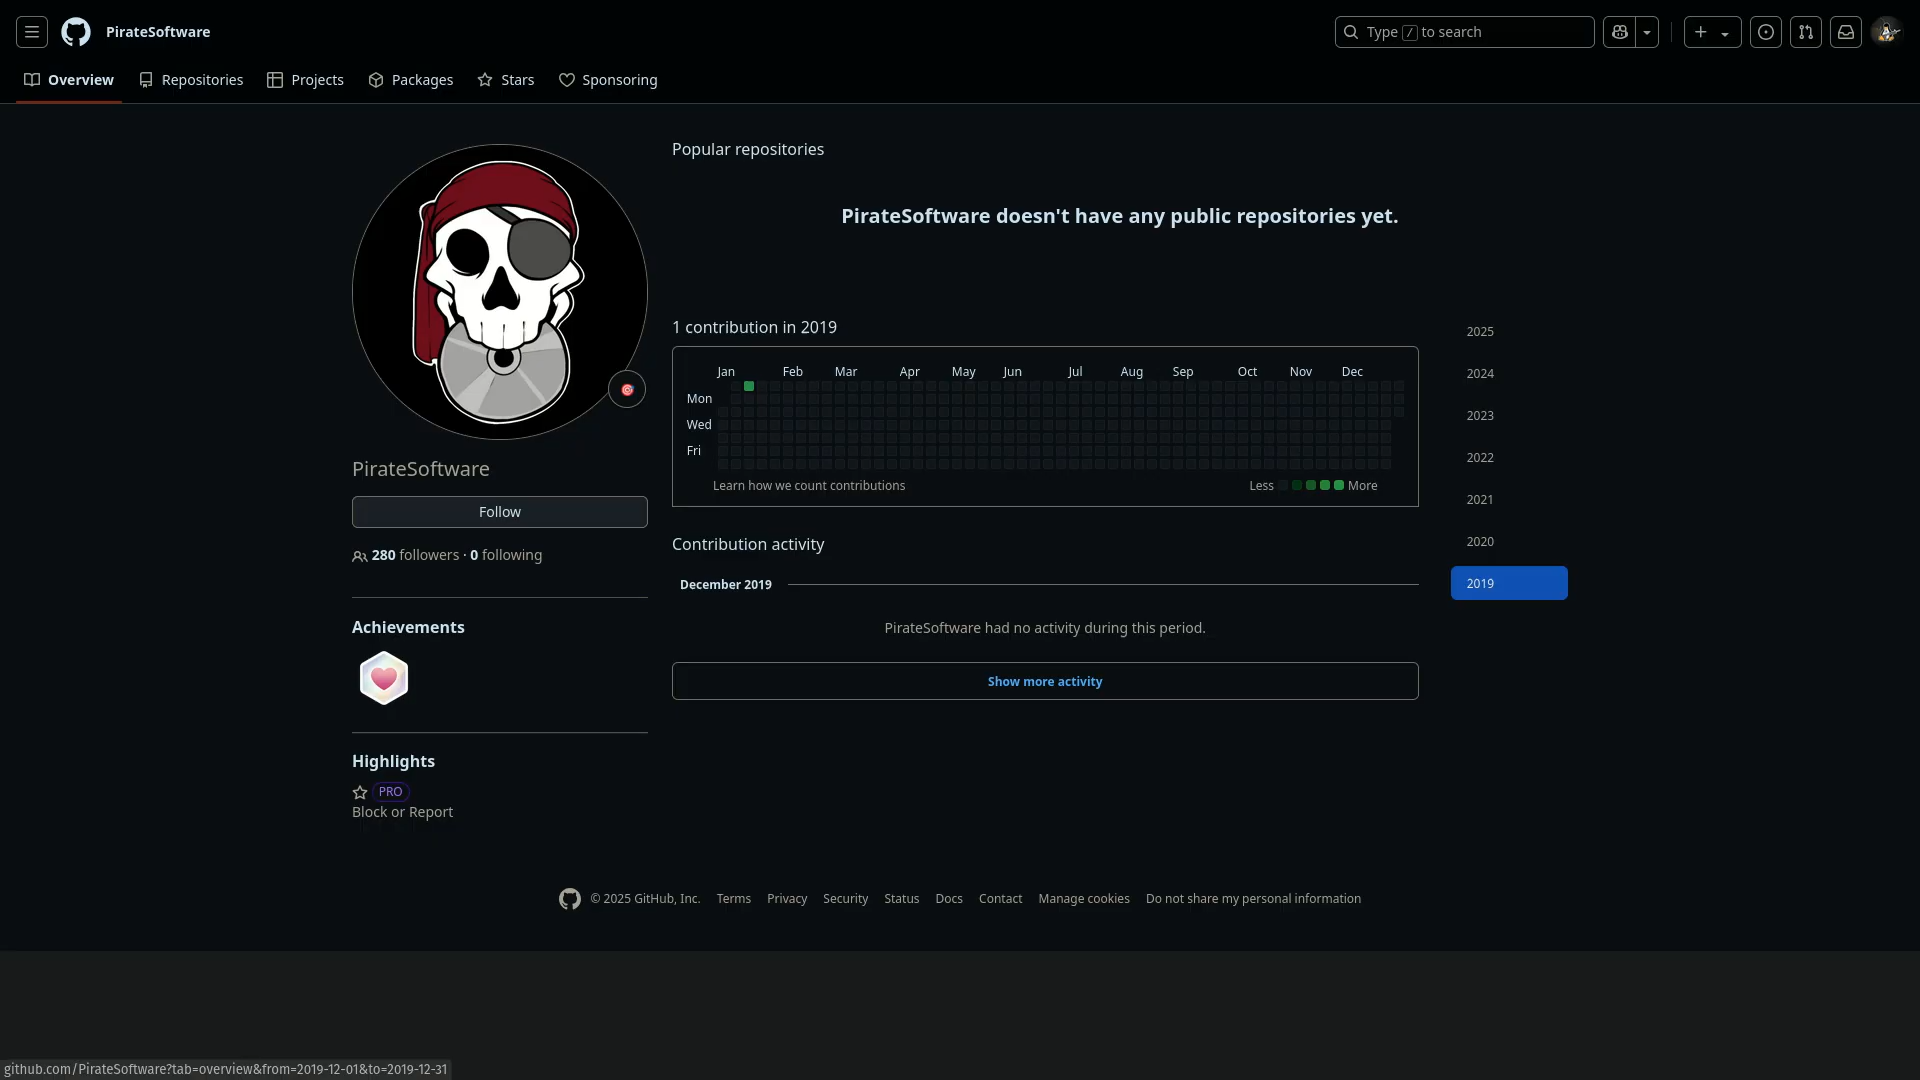 PirateSoftware
Type / to search
Overview
Repositories
Projects
Packages
Stars
Sponsoring
Popular repositories
PirateSoftware doesn't have any public repositories yet.
1 contribution in 2019
Jan Feb Mar Apr May Jun Jul Aug Sep Oct Nov Dec
Mon
Wed
Fri
Learn how we count contributions
Less More
2025
2024
2023
2022
2021
2020
2019
PirateSoftware
Follow
280 followers · 0 following
Achievements
Highlights
PRO
Block or Report
Contribution activity
December 2019
PirateSoftware had no activity during this period.
Show more activity
© 2025 GitHub, Inc. Terms Privacy Security Status Docs Contact Manage cookies Do not share my personal information
github.com/PirateSoftware?tab=overview&from=2019-12-01&to=2019-12-31